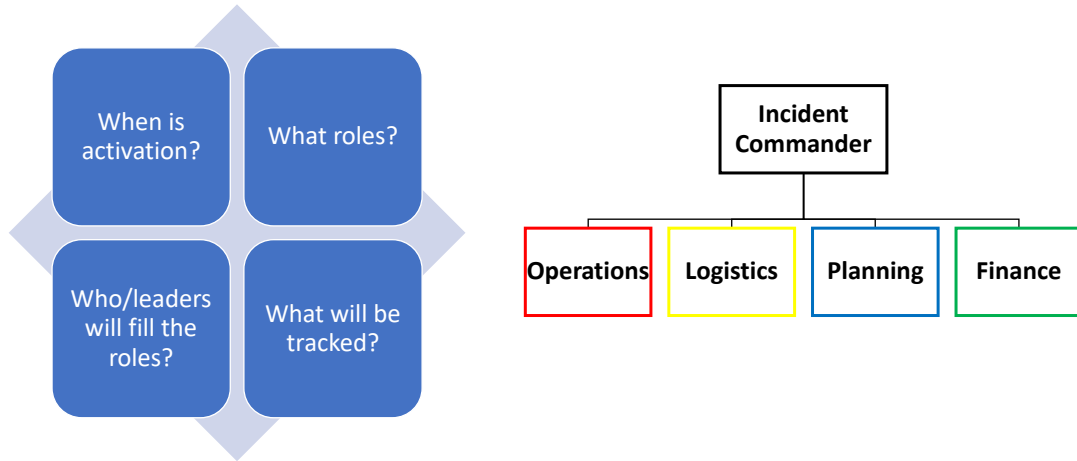 When is
activation?
What roles?
Who/leaders
will fill the
roles?
What will be
tracked?
Incident
Commander
Operations
Logistics
Planning
Finance